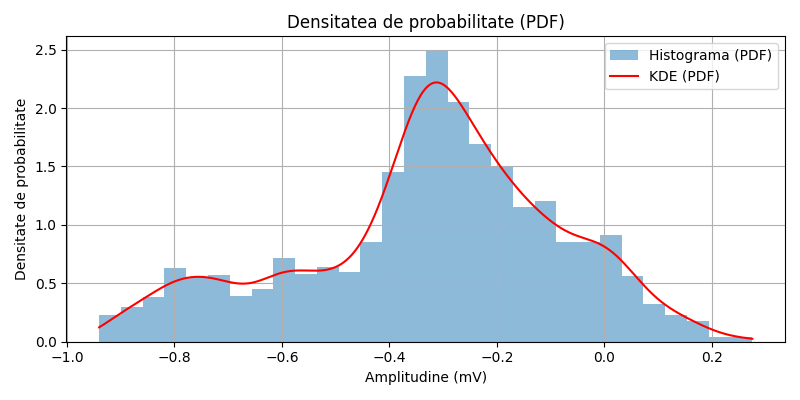 Densitatea de probabilitate (PDF)
Histograma (PDF)
KDE (PDF)
Densitate de probabilitate
2.5
2.0
1.5
1.0
0.5
0.0
−1.0 −0.8 −0.6 −0.4 −0.2 0.0 0.2
Amplitudine (mV)